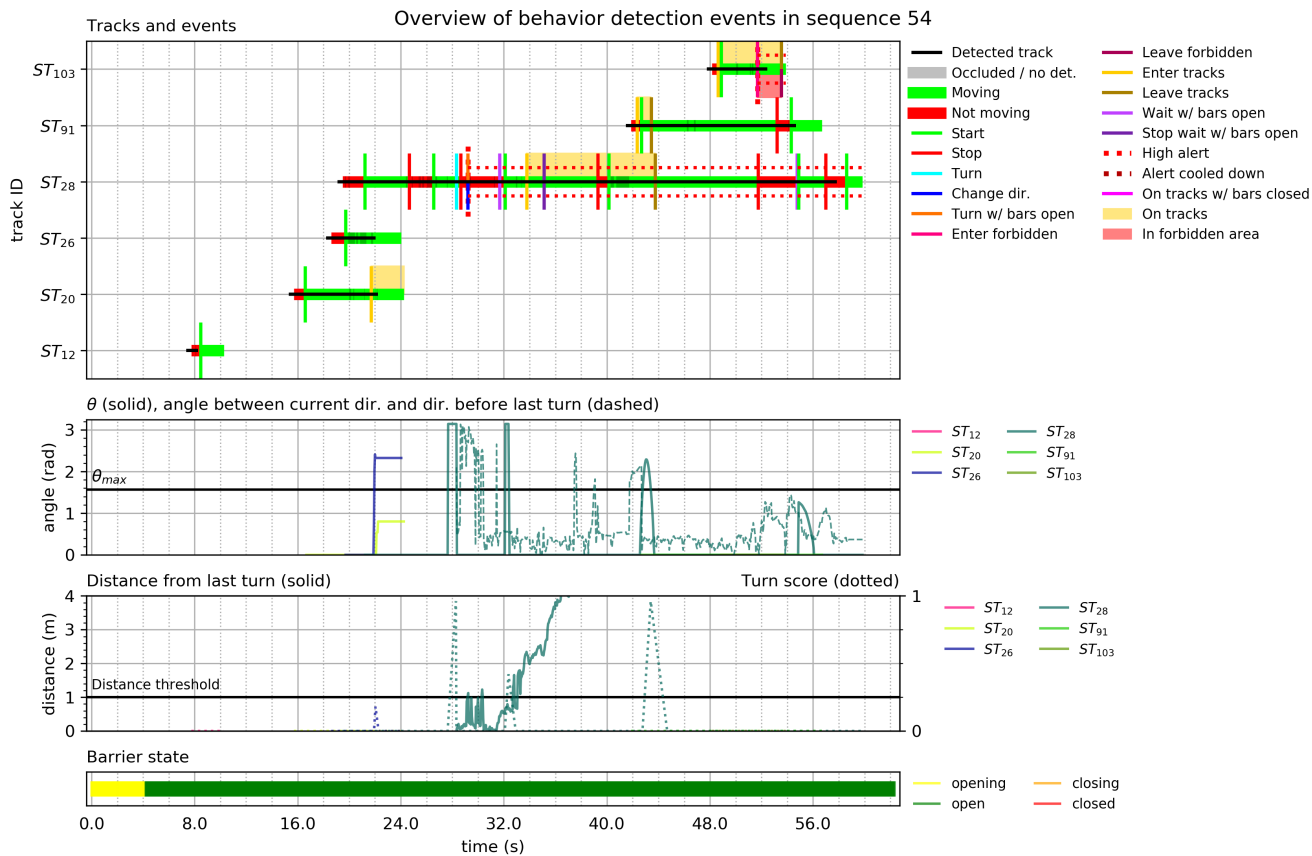 Overview of behavior detection events in sequence 54
Tracks and events
track ID
ST103
ST91
ST28
ST26
ST20
ST12
Detected track
Occluded / no det.
Moving
Not moving
Start
Stop
Turn
Change dir.
Turn w/ bars open
Enter forbidden
Leave forbidden
Enter tracks
Leave tracks
Wait w/ bars open
Stop wait w/ bars open
High alert
Alert cooled down
On tracks w/ bars closed
On tracks
In forbidden area
θ (solid), angle between current dir. and dir. before last turn (dashed)
angle (rad)
3
2
1
0
θmax
ST12
ST20
ST26
ST28
ST91
ST103
Distance from last turn (solid)
Turn score (dotted)
distance (m)
4
3
2
1
0
Distance threshold
1
0
ST12
ST20
ST26
ST28
ST91
ST103
Barrier state
opening
open
closing
closed
0.0 8.0 16.0 24.0 32.0 40.0 48.0 56.0
time (s)